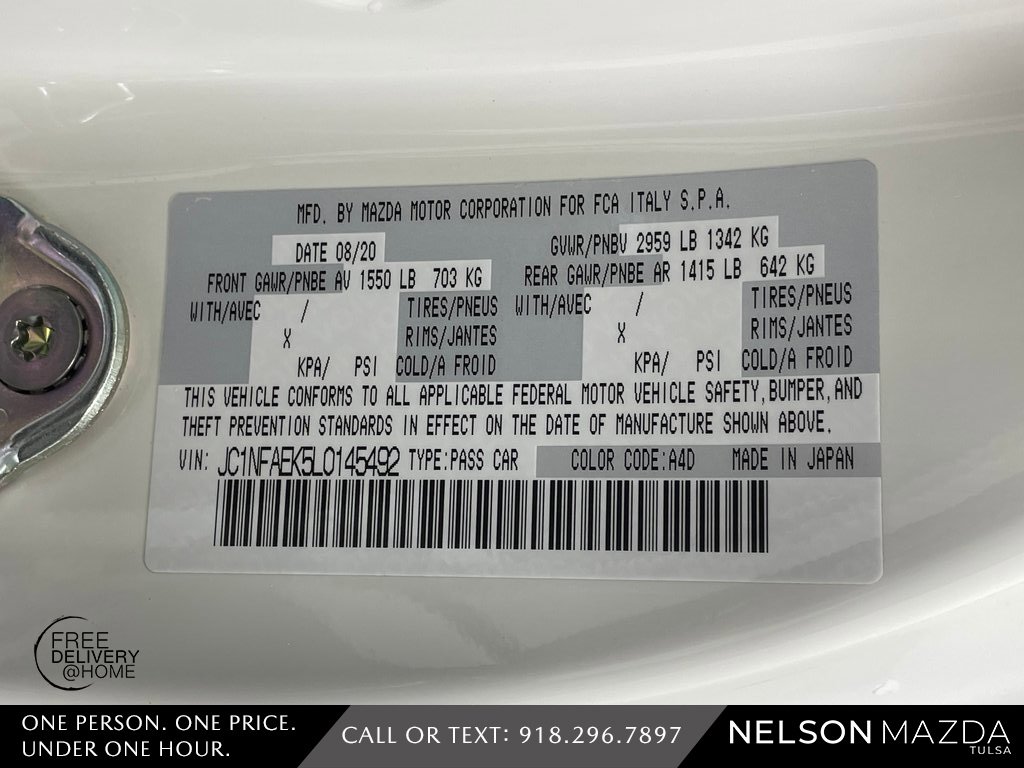 MFD. BY MAZDA MOTOR CORPORATION FOR FCA ITALY S.P.A.
DATE 08/20 GVWR/PNBV 2959 LB 1342 KG
FRONT GAWR/PNBE AV 1550 LB 703 KG REAR GAWR/PNBE AR 1415 LB 642 KG
WITH/AVEC / TIRES/PNEUS WITH/AVEC / TIRES/PNEUS
X RIMS/JANTES X RIMS/JANTES
KPA/ PSI COLD/A FROID KPA/ PSI COLD/A FROID
THIS VEHICLE CONFORMS TO ALL APPLICABLE FEDERAL MOTOR VEHICLE SAFETY, BUMPER, AND
THEFT PREVENTION STANDARDS IN EFFECT ON THE DATE OF MANUFACTURE SHOWN ABOVE.
VIN: JC1NFAEK5L0145492 TYPE:PASS CAR COLOR CODE:A4D MADE IN JAPAN
FREE
DELIVERY
@HOME
ONE PERSON. ONE PRICE.
UNDER ONE HOUR.
CALL OR TEXT: 918.296.7897
NELSON MAZDA
TULSA